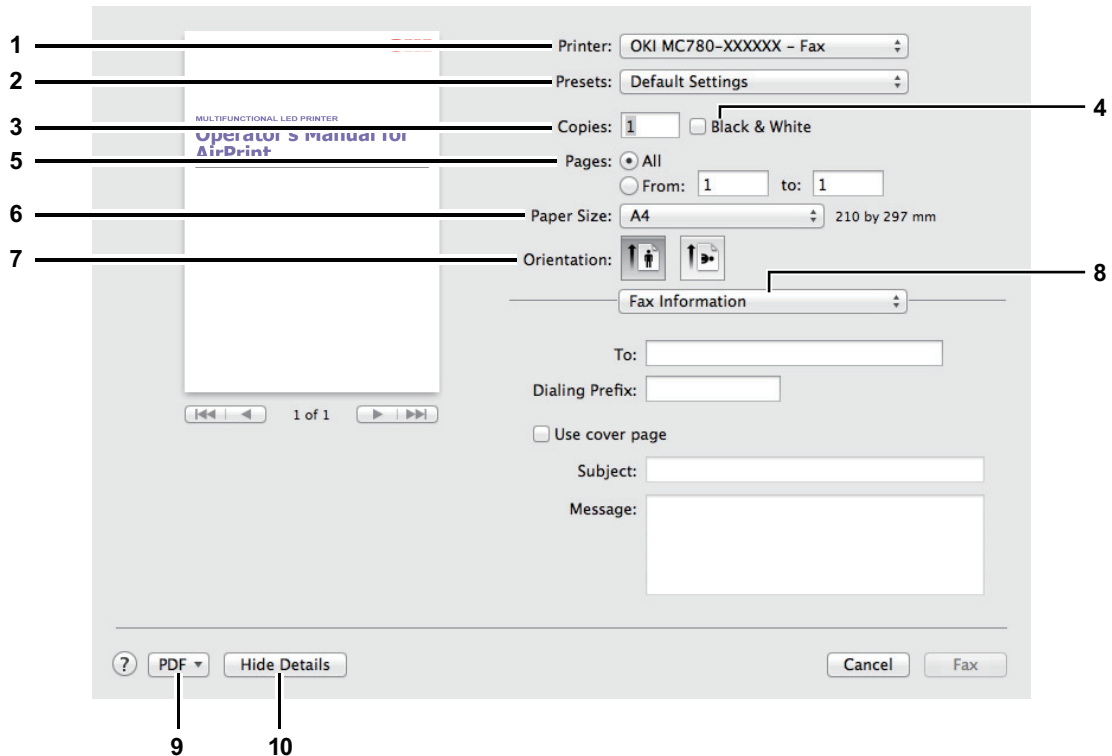 1 Printer: OKI MC780-XXXXXX – Fax
2 Presets: Default Settings
MULTIFUNCTIONAL LED PRINTER
3 Copies: 1 Black & White 4
Operator's Manual for
AirPrint
5 Pages: All
From: 1 to: 1
6 Paper Size: A4 210 by 297 mm
7 Orientation:
8
Fax Information
To:
Dialing Prefix:
1 of 1
Use cover page
Subject:
Message:
? PDF Hide Details Cancel Fax
9 10